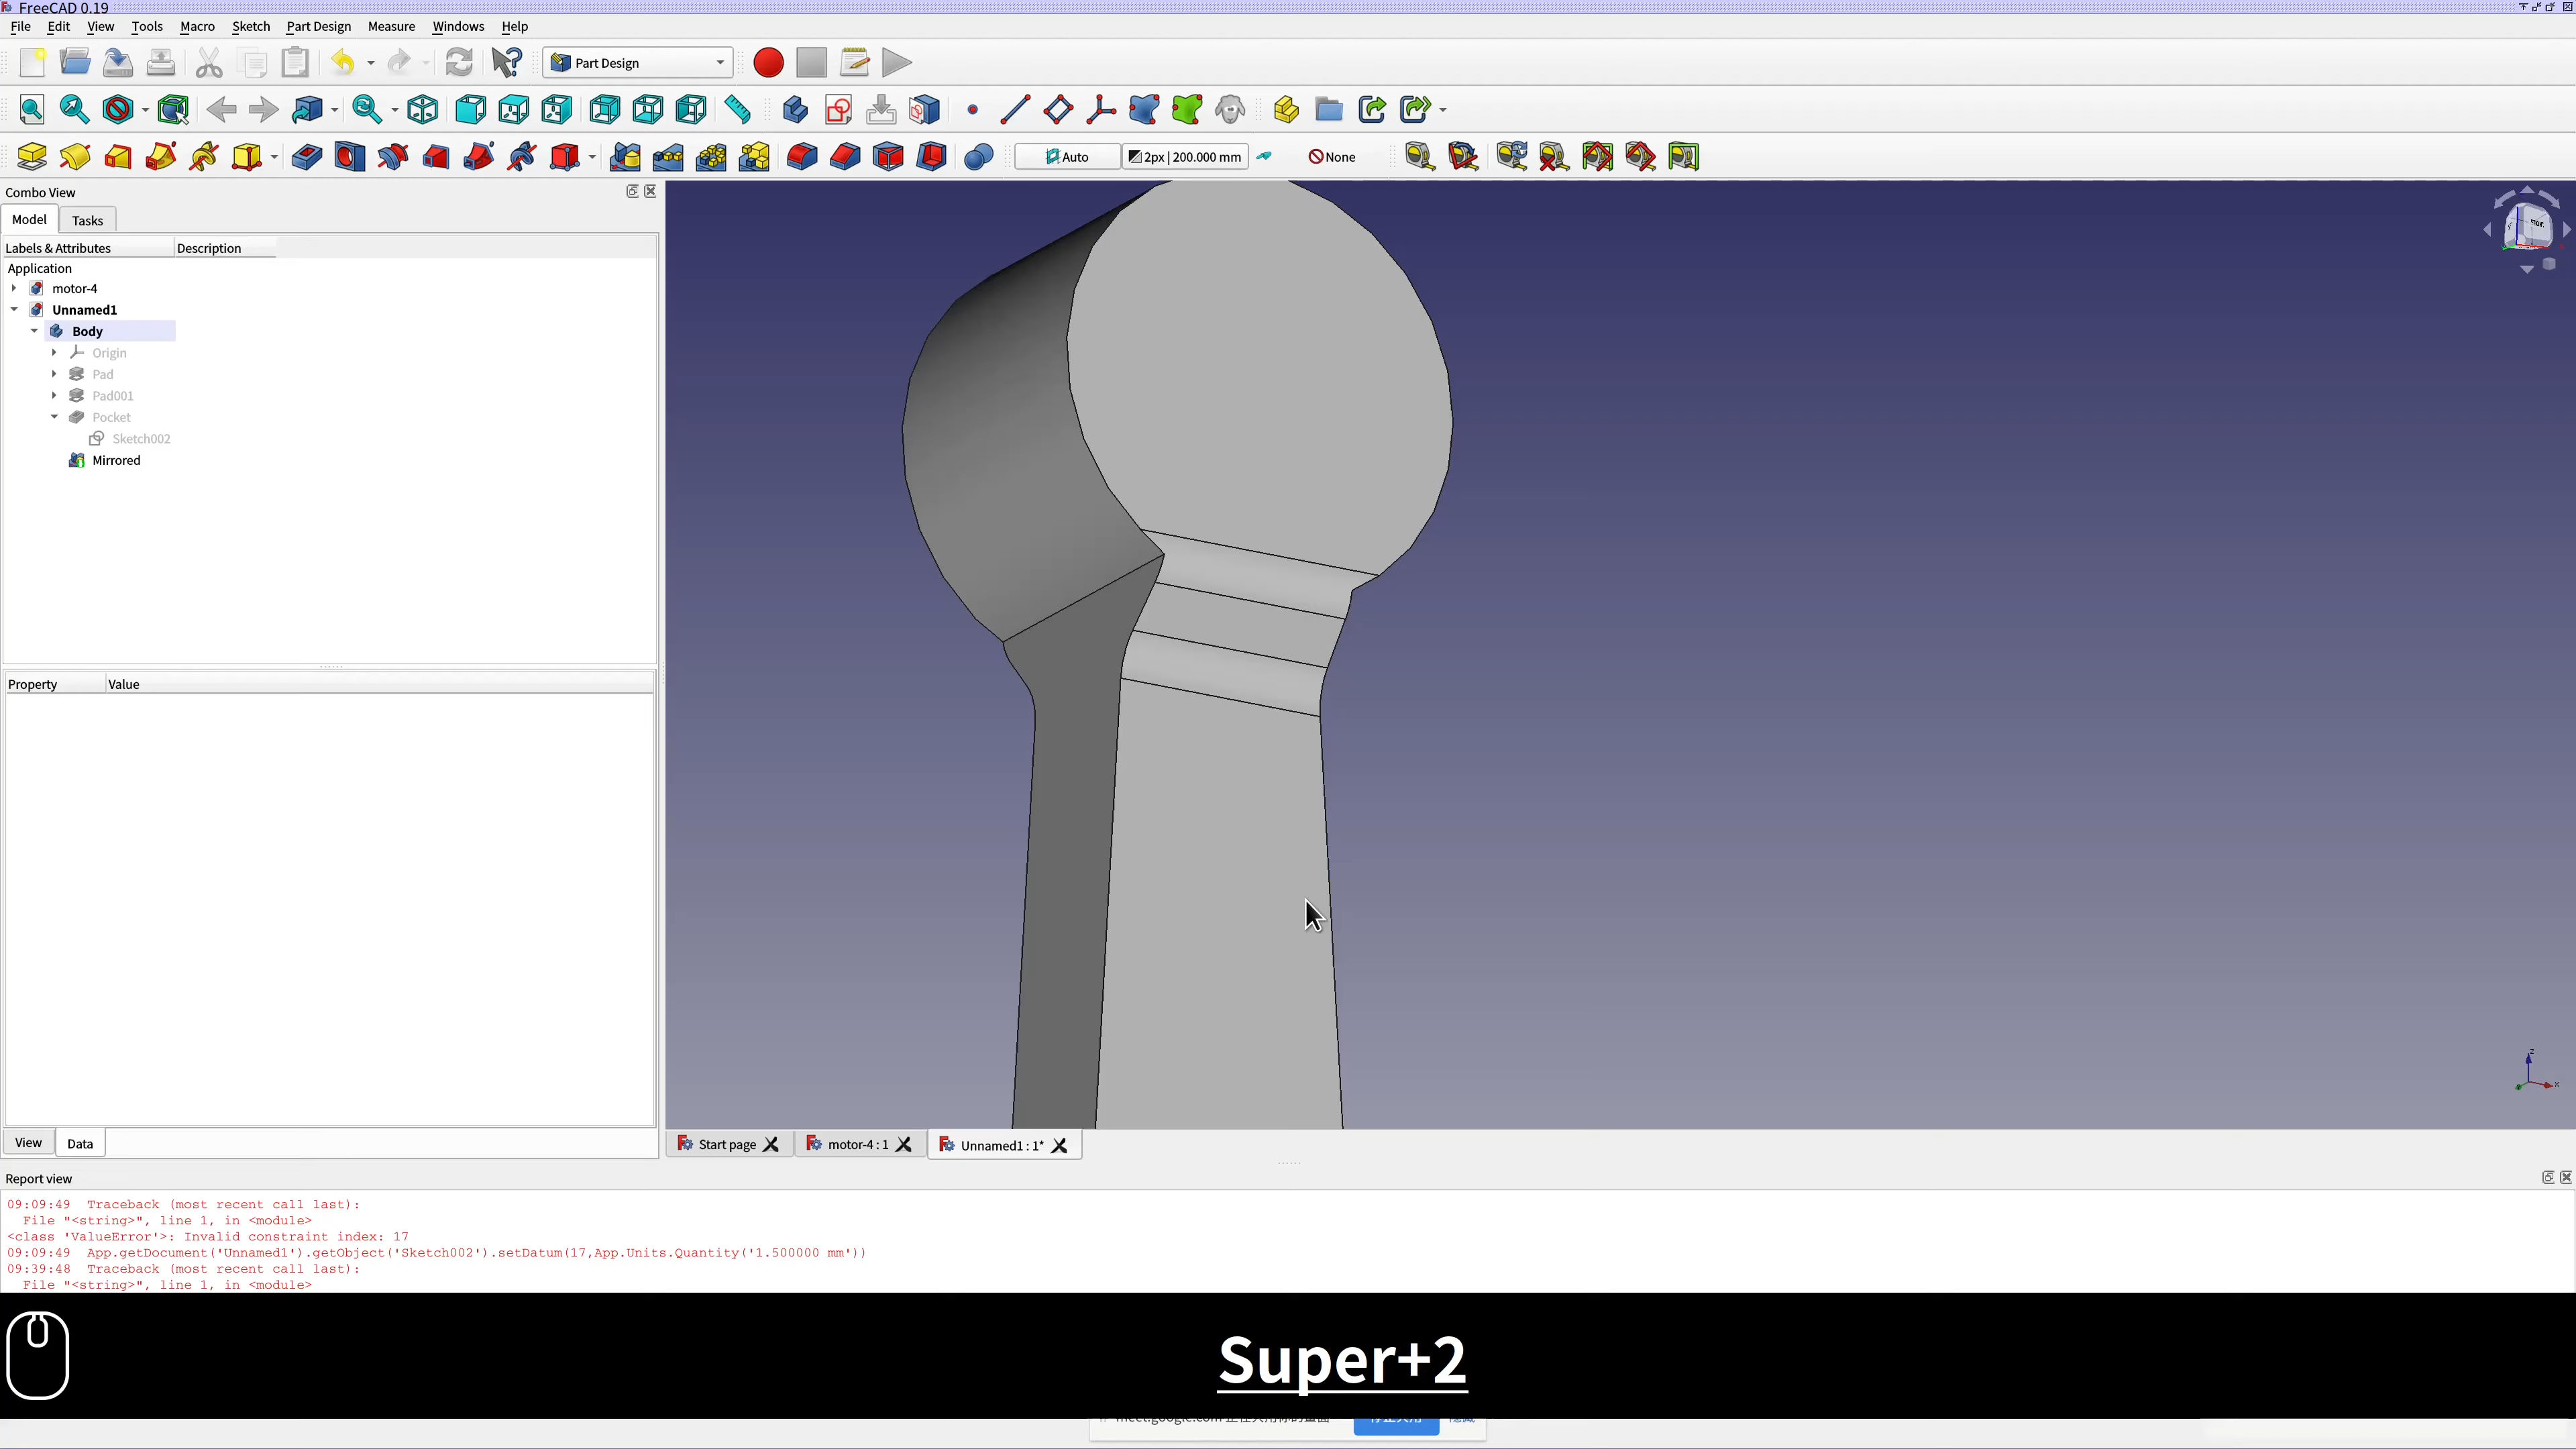 FreeCAD 0.19
File Edit View Tools Macro Sketch Part Design Measure Windows Help
Part Design
Auto 2px | 200.000 mm None
Combo View
Model Tasks
Labels & Attributes Description
Application
motor-4
Unnamed1
Body
Origin
Pad
Pad001
Pocket
Sketch002
Mirrored
Property Value
View Data
Z
X
Start page motor-4 : 1 Unnamed1 : 1*
Report view
09:09:49 Traceback (most recent call last):
File "<string>", line 1, in <module>
<class 'ValueError'>: Invalid constraint index: 17
09:09:49 App.getDocument('Unnamed1').getObject('Sketch002').setDatum(17,App.Units.Quantity('1.500000 mm'))
09:39:48 Traceback (most recent call last):
File "<string>", line 1, in <module>
Super+2
meet.google.com